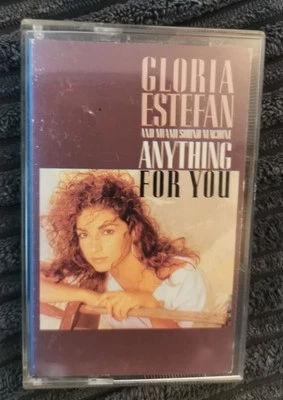 GLORIA
ESTEFAN
AND MIAMI SOUND MACHINE
ANYTHING
FOR YOU